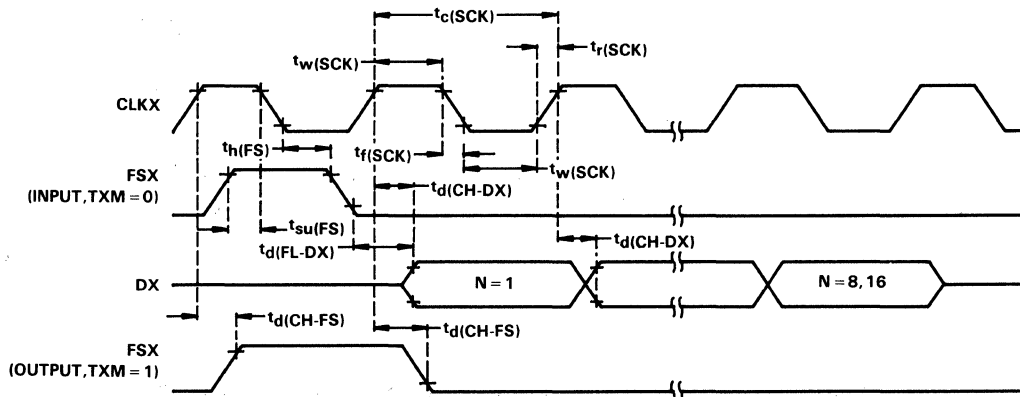 tc(SCK)
tr(SCK)
tw(SCK)
CLKX
th(FS)
tf(SCK)
tw(SCK)
FSX
(INPUT,TXM = 0)
td(CH-DX)
tsu(FS)
td(FL-DX)
td(CH-DX)
DX
N = 1
N = 8, 16
td(CH-FS)
td(CH-FS)
FSX
(OUTPUT,TXM = 1)